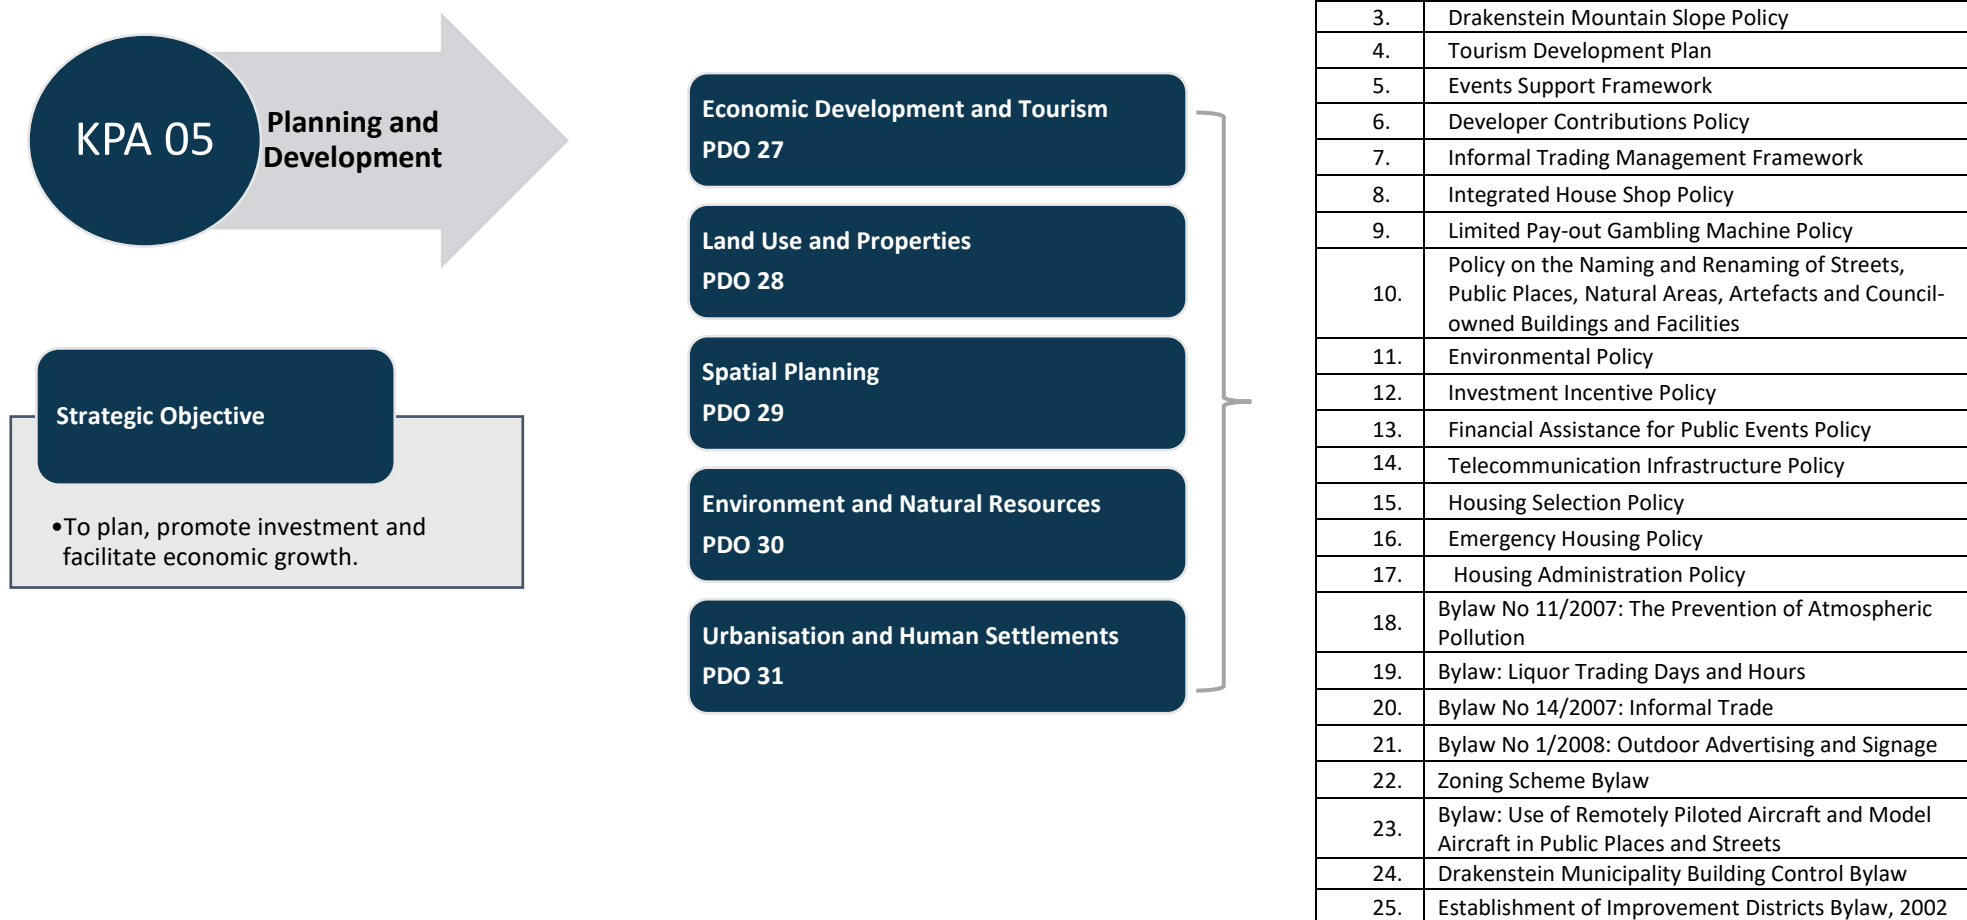 KPA 05
Planning and
Development
Strategic Objective
•To plan, promote investment and
facilitate economic growth.
Economic Development and Tourism
PDO 27
Land Use and Properties
PDO 28
Spatial Planning
PDO 29
Environment and Natural Resources
PDO 30
Urbanisation and Human Settlements
PDO 31
3. Drakenstein Mountain Slope Policy
4. Tourism Development Plan
5. Events Support Framework
6. Developer Contributions Policy
7. Informal Trading Management Framework
8. Integrated House Shop Policy
9. Limited Pay-out Gambling Machine Policy
10. Policy on the Naming and Renaming of Streets,
Public Places, Natural Areas, Artefacts and Council-
owned Buildings and Facilities
11. Environmental Policy
12. Investment Incentive Policy
13. Financial Assistance for Public Events Policy
14. Telecommunication Infrastructure Policy
15. Housing Selection Policy
16. Emergency Housing Policy
17. Housing Administration Policy
18. Bylaw No 11/2007: The Prevention of Atmospheric
Pollution
19. Bylaw: Liquor Trading Days and Hours
20. Bylaw No 14/2007: Informal Trade
21. Bylaw No 1/2008: Outdoor Advertising and Signage
22. Zoning Scheme Bylaw
23. Bylaw: Use of Remotely Piloted Aircraft and Model
Aircraft in Public Places and Streets
24. Drakenstein Municipality Building Control Bylaw
25. Establishment of Improvement Districts Bylaw, 2002